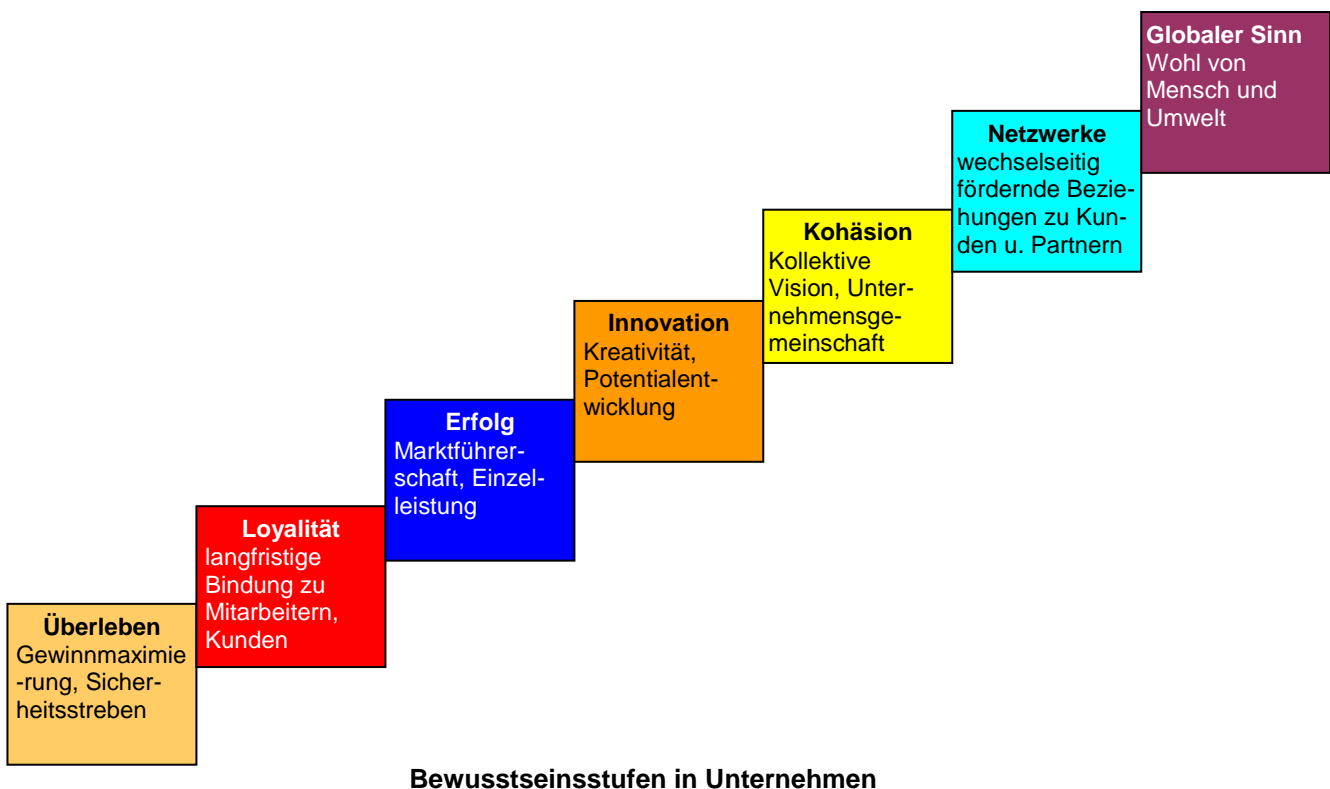 Globaler Sinn
Wohl von
Mensch und
Umwelt
Netzwerke
wechselseitig
fördernde Bezie-
hungen zu Kun-
den u. Partnern
Kohäsion
Kollektive
Vision, Unter-
nehmensge-
meinschaft
Innovation
Kreativität,
Potentialent-
wicklung
Erfolg
Marktführer-
schaft, Einzel-
leistung
Loyalität
langfristige
Bindung zu
Mitarbeitern,
Kunden
Überleben
Gewinnmaximie
-rung, Sicher-
heitsstreben
Bewusstseinsstufen in Unternehmen